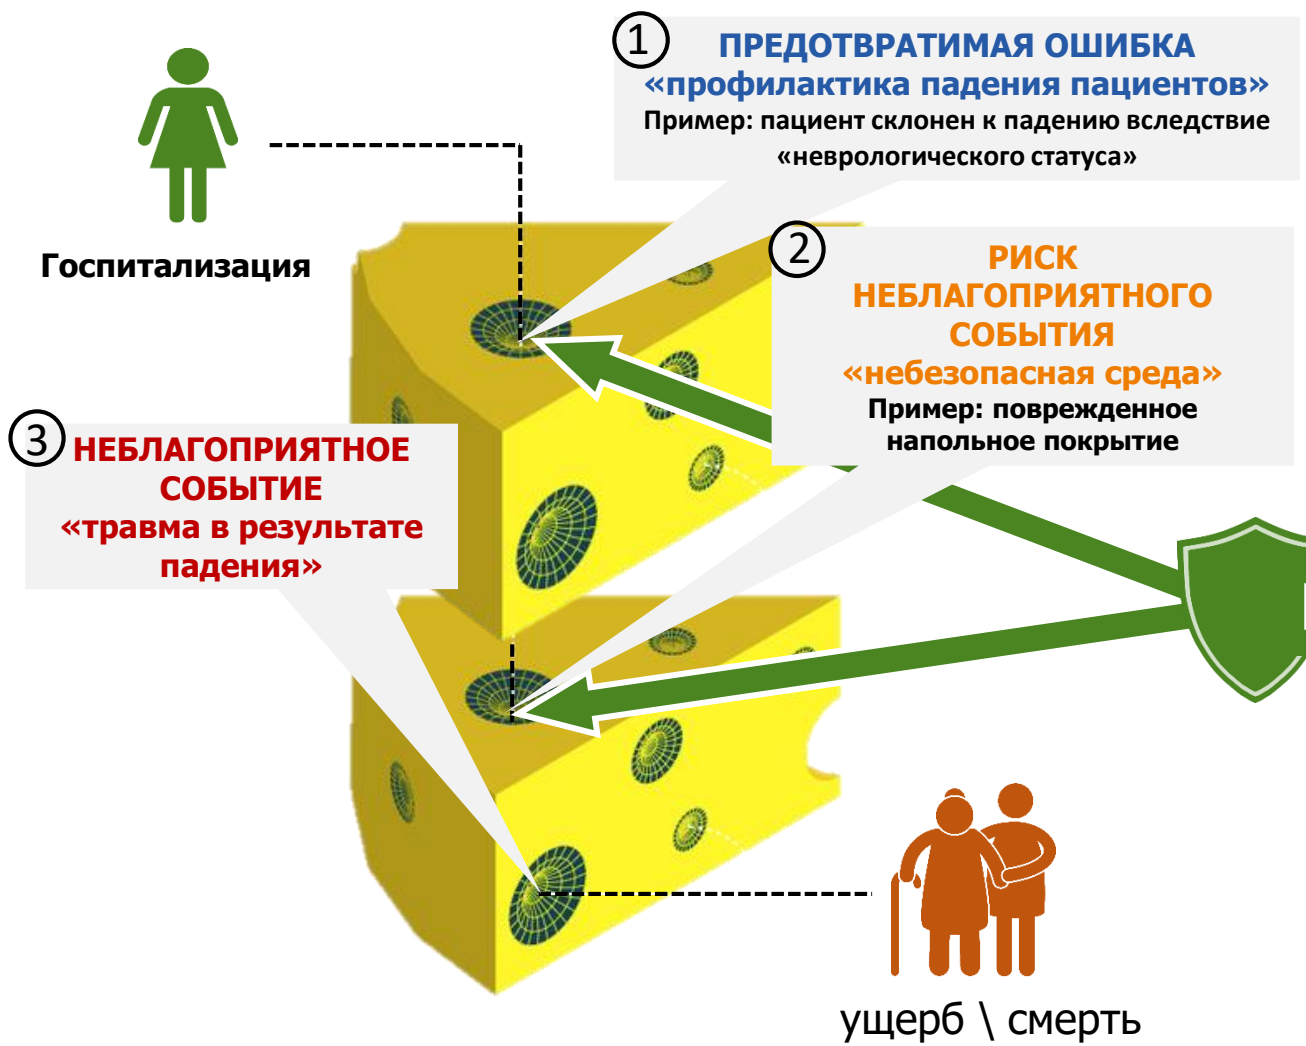 1
ПРЕДОТВРАТИМАЯ ОШИБКА
«профилактика падения пациентов»
Пример: пациент склонен к падению вследствие
«неврологического статуса»
Госпитализация
2
РИСК
НЕБЛАГОПРИЯТНОГО
СОБЫТИЯ
«небезопасная среда»
Пример: поврежденное
напольное покрытие
3
НЕБЛАГОПРИЯТНОЕ
СОБЫТИЕ
«травма в результате
падения»
ущерб \ смерть